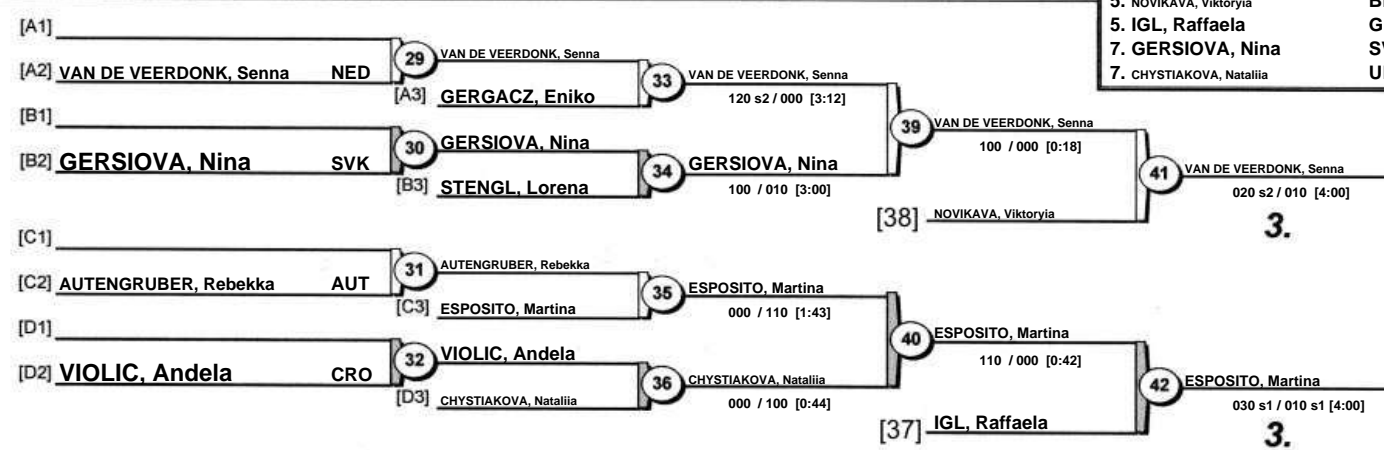 5. NOVIKAVA, Viktoryia
5. IGL, Raffaela G
7. GERSIOVA, Nina SV
7. CHYSTIAKOVA, Nataliia
[A1]
[A2] VAN DE VEERDONK, Senna NED
29 VAN DE VEERDONK, Senna
[A3] GERGACZ, Eniko
33 VAN DE VEERDONK, Senna
120 s2 / 000 [3:12]
[B1]
[B2] GERSIOVA, Nina SVK
30 GERSIOVA, Nina
[B3] STENGL, Lorena
34 GERSIOVA, Nina
100 / 010 [3:00]
39 VAN DE VEERDONK, Senna
100 / 000 [0:18]
[38] NOVIKAVA, Viktoryia
41 VAN DE VEERDONK, Senna
020 s2 / 010 [4:00]
3.
[C1]
[C2] AUTENGRUBER, Rebekka AUT
31 AUTENGRUBER, Rebekka
[C3] ESPOSITO, Martina
35 ESPOSITO, Martina
000 / 110 [1:43]
[D1]
[D2] VIOLIC, Andela CRO
32 VIOLIC, Andela
[D3] CHYSTIAKOVA, Nataliia
36 CHYSTIAKOVA, Nataliia
000 / 100 [0:44]
40 ESPOSITO, Martina
110 / 000 [0:42]
[37] IGL, Raffaela
42 ESPOSITO, Martina
030 s1 / 010 s1 [4:00]
3.